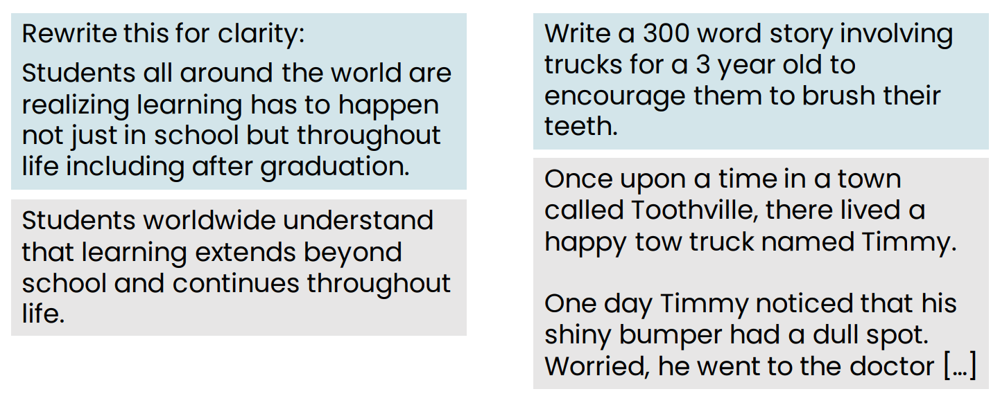 Rewrite this for clarity:
Students all around the world are
realizing learning has to happen
not just in school but throughout
life including after graduation.
Students worldwide understand
that learning extends beyond
school and continues throughout
life.
Write a 300 word story involving
trucks for a 3 year old to
encourage them to brush their
teeth.
Once upon a time in a town
called Toothville, there lived a
happy tow truck named Timmy.
One day Timmy noticed that his
shiny bumper had a dull spot.
Worried, he went to the doctor [...]